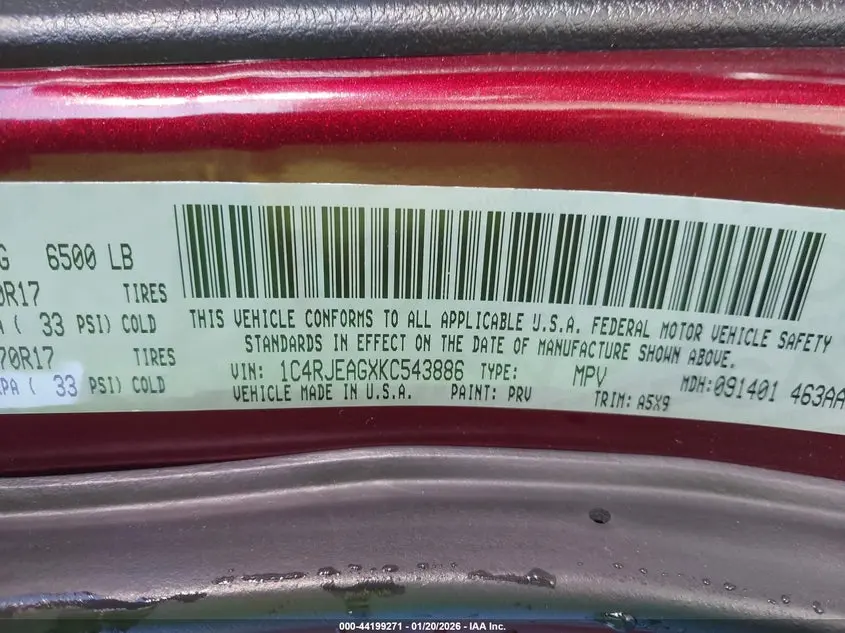 G 6500 LB
0R17 TIRES
A ( 33 PSI) COLD
70R17 TIRES
KPA ( 33 PSI) COLD
THIS VEHICLE CONFORMS TO ALL APPLICABLE U.S.A. FEDERAL MOTOR VEHICLE SAFETY
STANDARDS IN EFFECT ON THE DATE OF MANUFACTURE SHOWN ABOVE.
VIN: 1C4RJEAGXKC543886 TYPE: MPV MDH:091401 463AA
VEHICLE MADE IN U.S.A. PAINT: PRV TRIM: A5X9
000-44199271 - 01/20/2026 - IAA Inc.